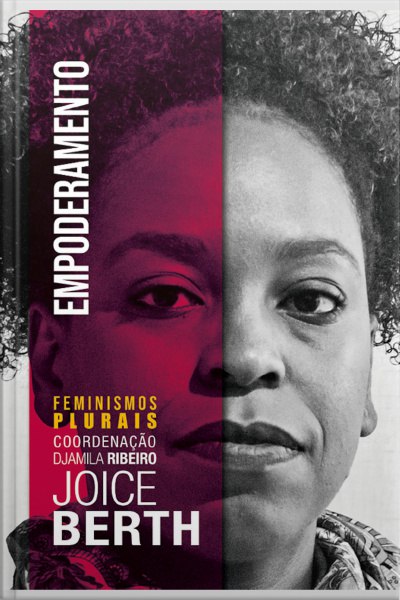 EMPODERAMENTO
FEMINISMOS
PLURAIS
COORDENAÇÃO
DJAMILA RIBEIRO
JOICE
BERTH